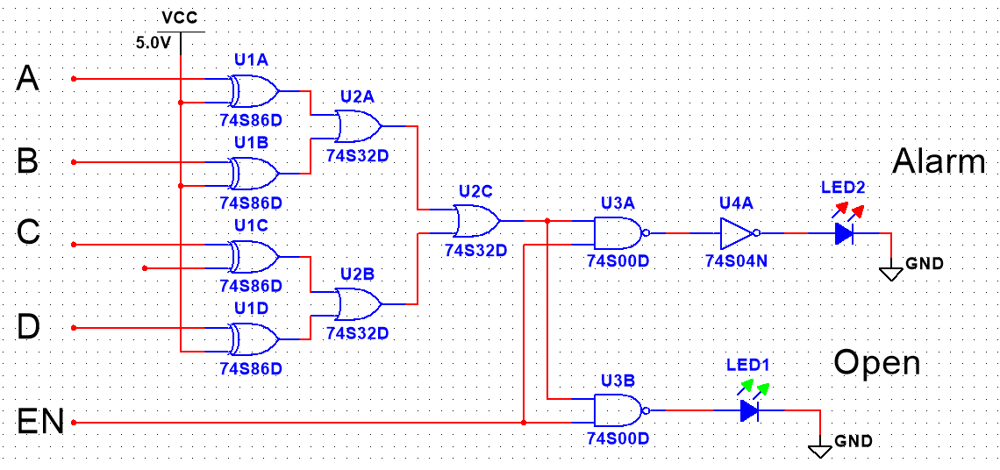 VCC
5.0V
A
U1A
74S86D
U2A
74S32D
B
U1B
74S86D
Alarm
LED2
C
U1C
74S86D
U2C
74S32D
U3A
74S00D
U4A
74S04N
GND
U2B
74S32D
D
U1D
74S86D
Open
LED1
EN
U3B
74S00D
GND